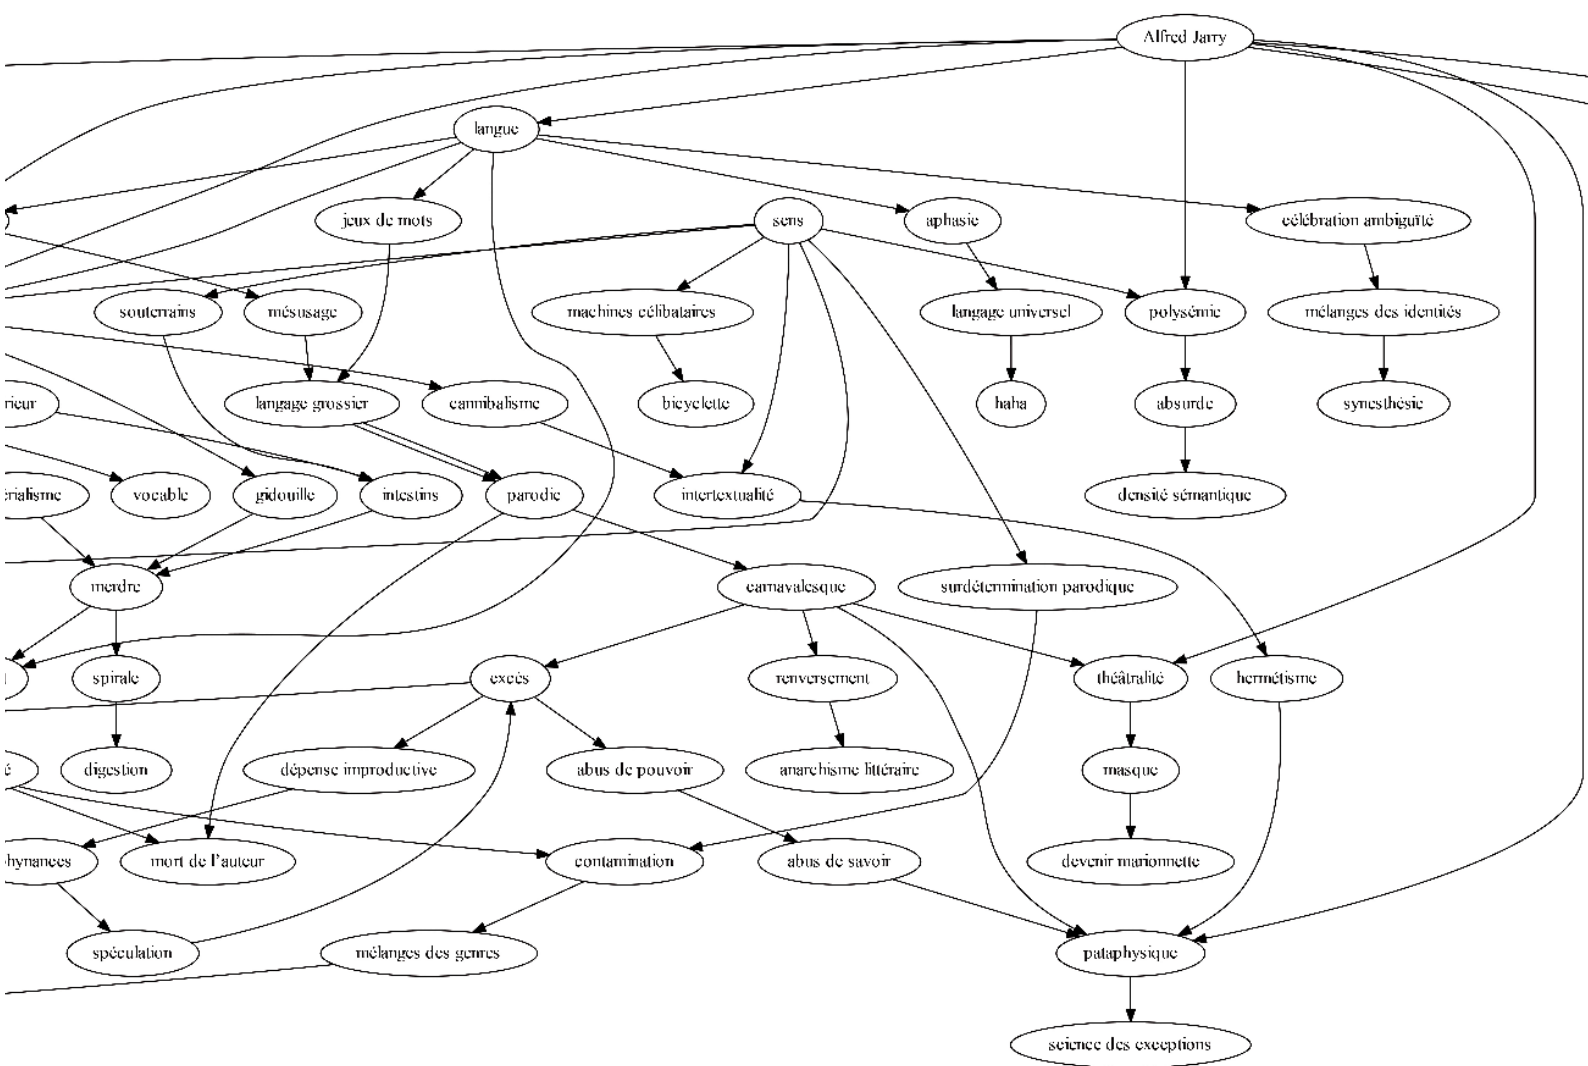 Alfred Jarry
langue
jeux de mots
sens
aphasie
célébration ambiguïté
souterrains
mésusage
machines célibataires
langage universel
polysémie
mélanges des identités
rieur
langage grossier
cannibalisme
bicyclette
haha
absurde
synesthésie
érialisme
vocable
gidouille
intestins
parodie
intertextualité
densité sémantique
merdre
carnavalesque
surdétermination parodique
spirale
excès
renversement
théâtralité
hermétisme
é
digestion
dépense improductive
abus de pouvoir
anarchisme littéraire
masque
phynances
mort de l'auteur
contamination
abus de savoir
devenir marionnette
spéculation
mélanges des genres
pataphysique
science des exceptions